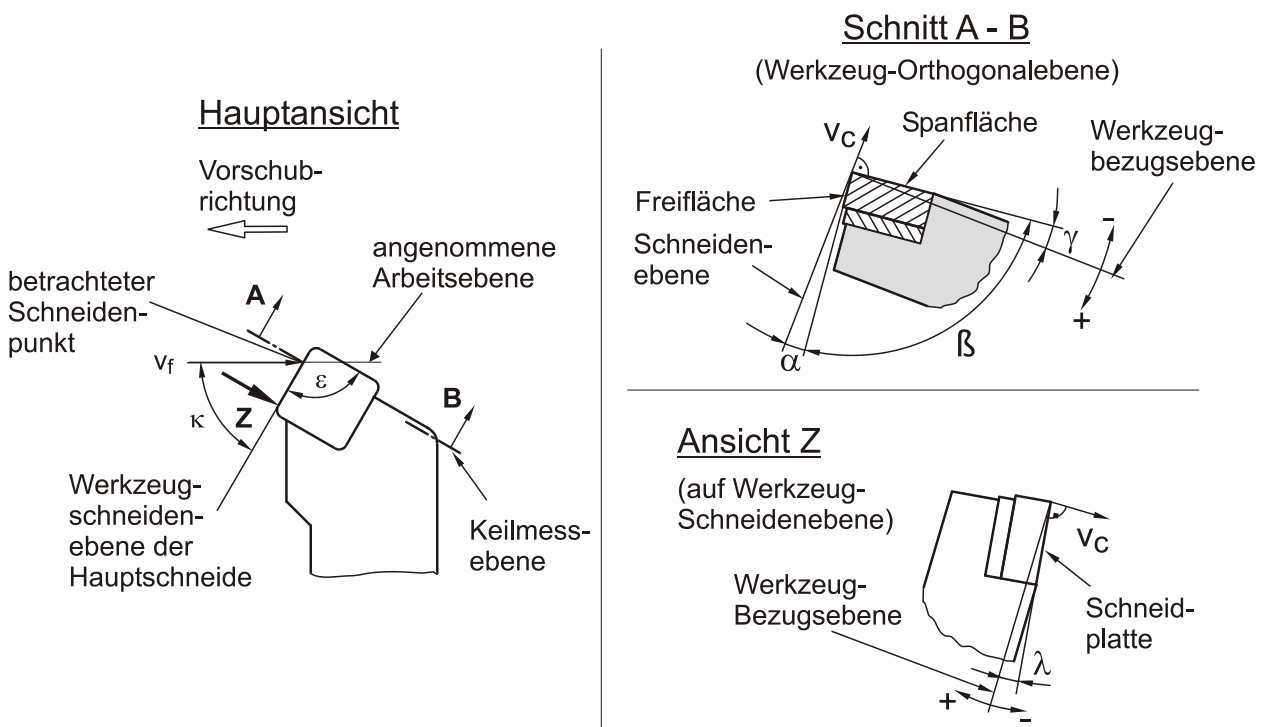 Hauptansicht
Vorschub-
richtung
angenommene
Arbeitsebene
betrachteter
Schneiden-
punkt
A
vf
ε
κ
Z
B
Werkzeug-
schneiden-
ebene der
Hauptschneide
Keilmess-
ebene
Schnitt A - B
(Werkzeug-Orthogonalebene)
vC
Spanfläche
Werkzeug-
bezugsebene
Freifläche
Schneiden-
ebene
-
γ
+
ß
α
Ansicht Z
(auf Werkzeug-
Schneidenebene)
vC
Werkzeug-
Bezugsebene
Schneid-
platte
λ
+
-